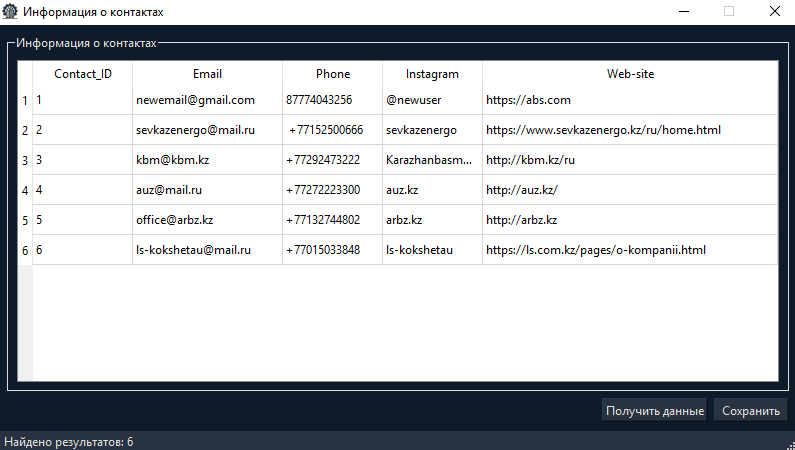 Информация о контактах
Информация о контактах
Contact_ID Email Phone Instagram Web-site
1 1 newemail@gmail.com 87774043256 @newuser https://abs.com
2 2 sevkazenergo@mail.ru +77152500666 sevkazenergo https://www.sevkazenergo.kz/ru/home.html
3 3 kbm@kbm.kz +77292473222 Karazhanbasm... http://kbm.kz/ru
4 4 auz@mail.ru +77272223300 auz.kz http://auz.kz/
5 5 office@arbz.kz +77132744802 arbz.kz http://arbz.kz
6 6 ls-kokshetau@mail.ru +77015033848 ls-kokshetau https://ls.com.kz/pages/o-kompanii.html
Получить данные Сохранить
Найдено результатов: 6